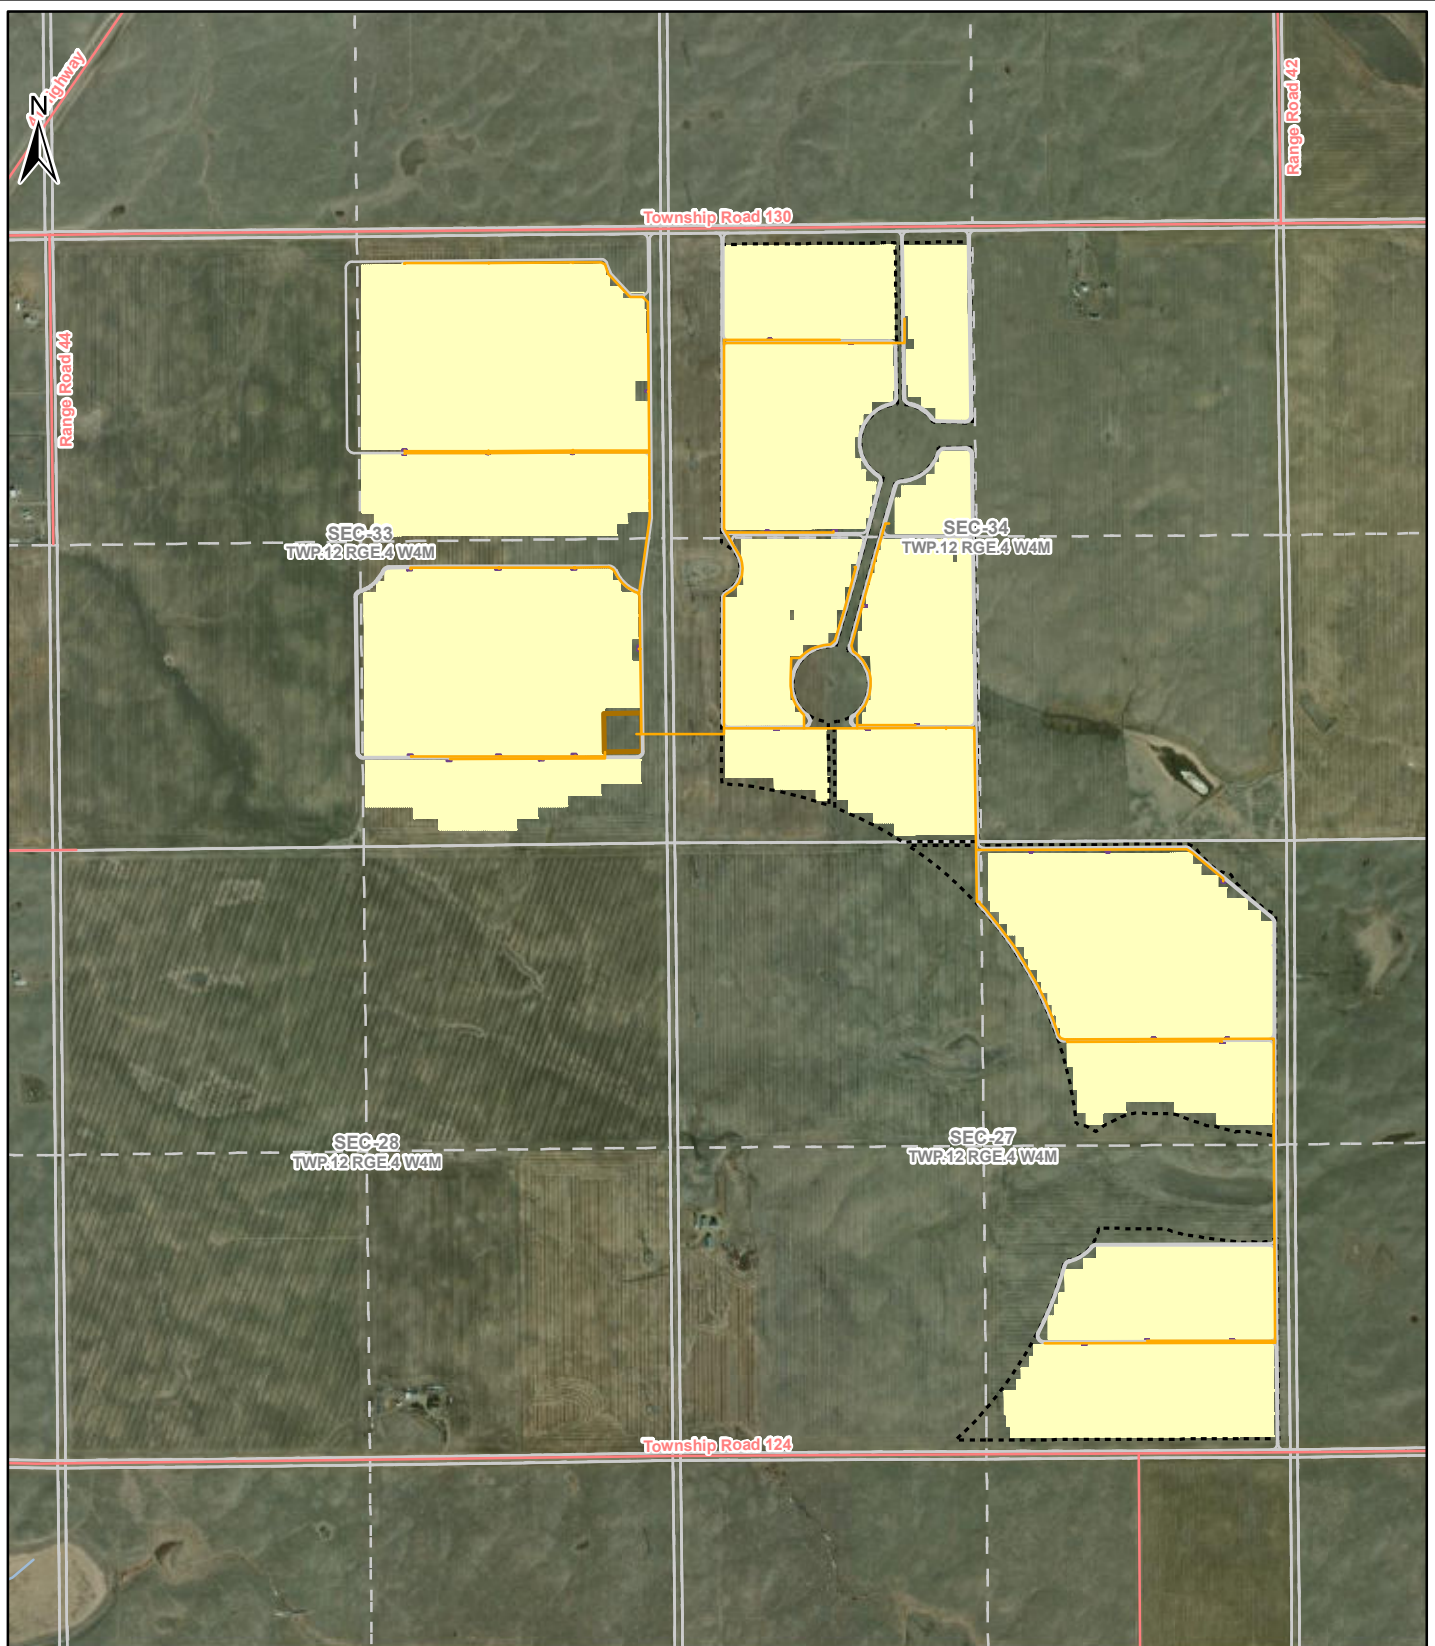 N
Highway
Range Road 42
Township Road 130
Range Road 44
SEC-33
TWP.12 RGE.4 W4M
SEC-34
TWP.12 RGE.4 W4M
SEC-28
TWP.12 RGE.4 W4M
SEC-27
TWP.12 RGE.4 W4M
Township Road 124